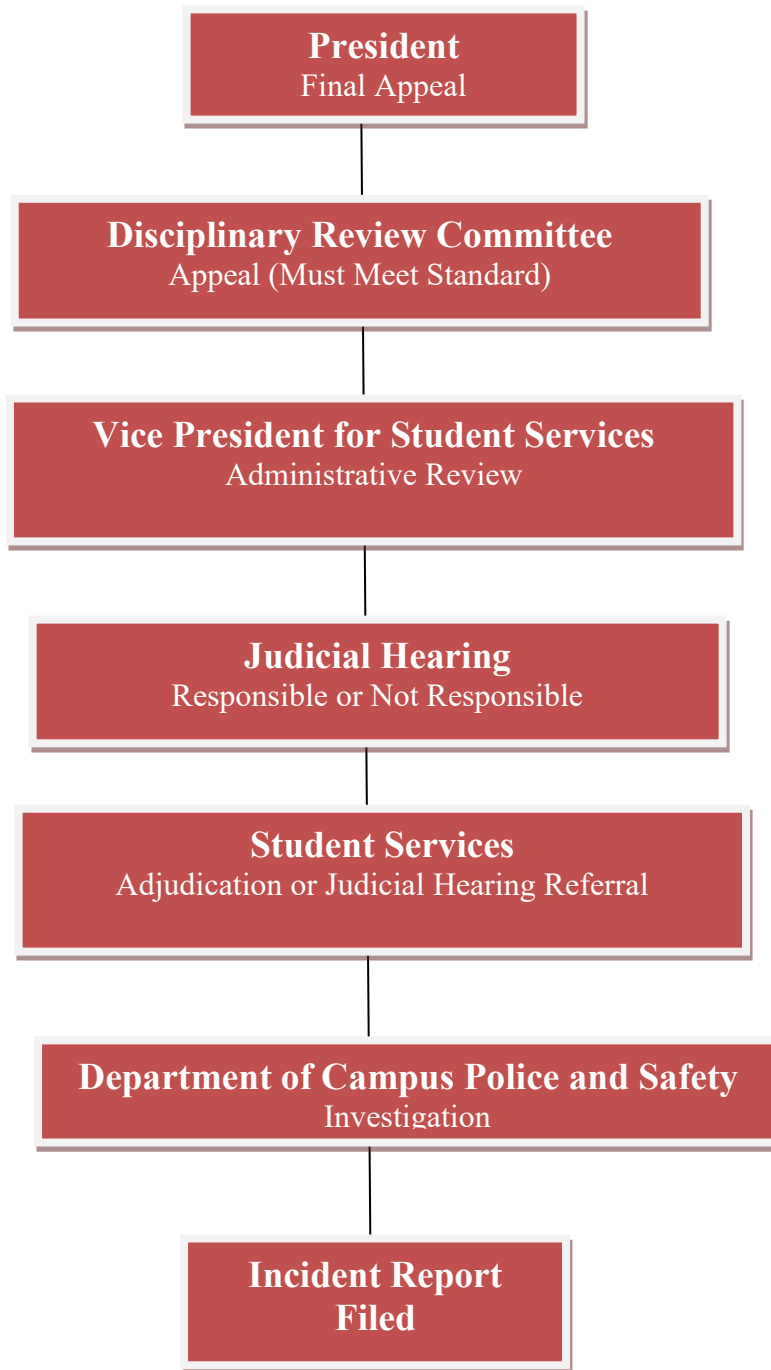 President
Final Appeal
Disciplinary Review Committee
Appeal (Must Meet Standard)
Vice President for Student Services
Administrative Review
Judicial Hearing
Responsible or Not Responsible
Student Services
Adjudication or Judicial Hearing Referral
Department of Campus Police and Safety
Investigation
Incident Report
Filed